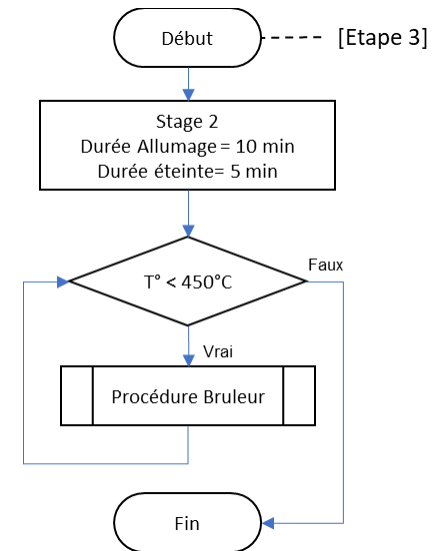 Début
[Etape 3]
Stage 2
Durée Allumage = 10 min
Durée éteinte= 5 min
T° < 450°C
Faux
Vrai
Procédure Bruleur
Fin